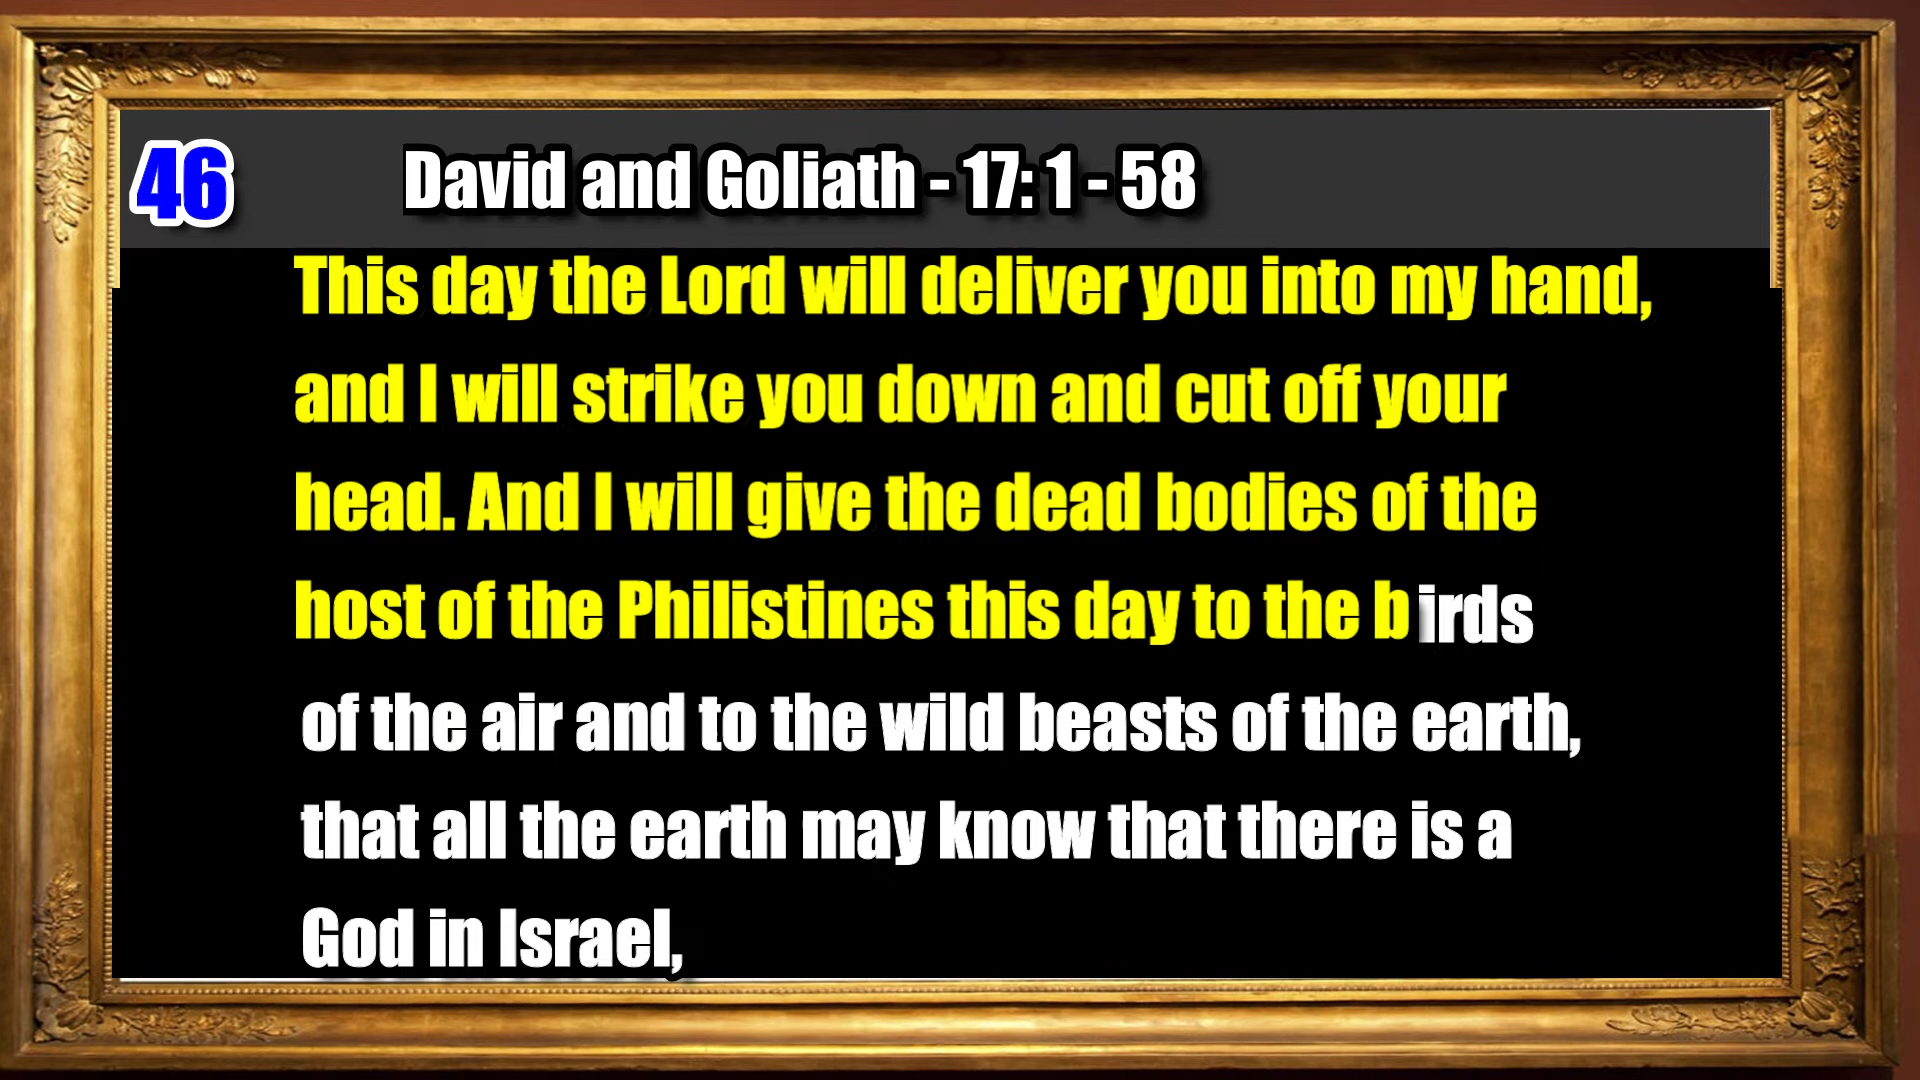 46 David and Goliath - 17: 1 - 58
This day the Lord will deliver you into my hand,
and I will strike you down and cut off your
head. And I will give the dead bodies of the
host of the Philistines this day to the birds
of the air and to the wild beasts of the earth,
that all the earth may know that there is a
God in Israel,